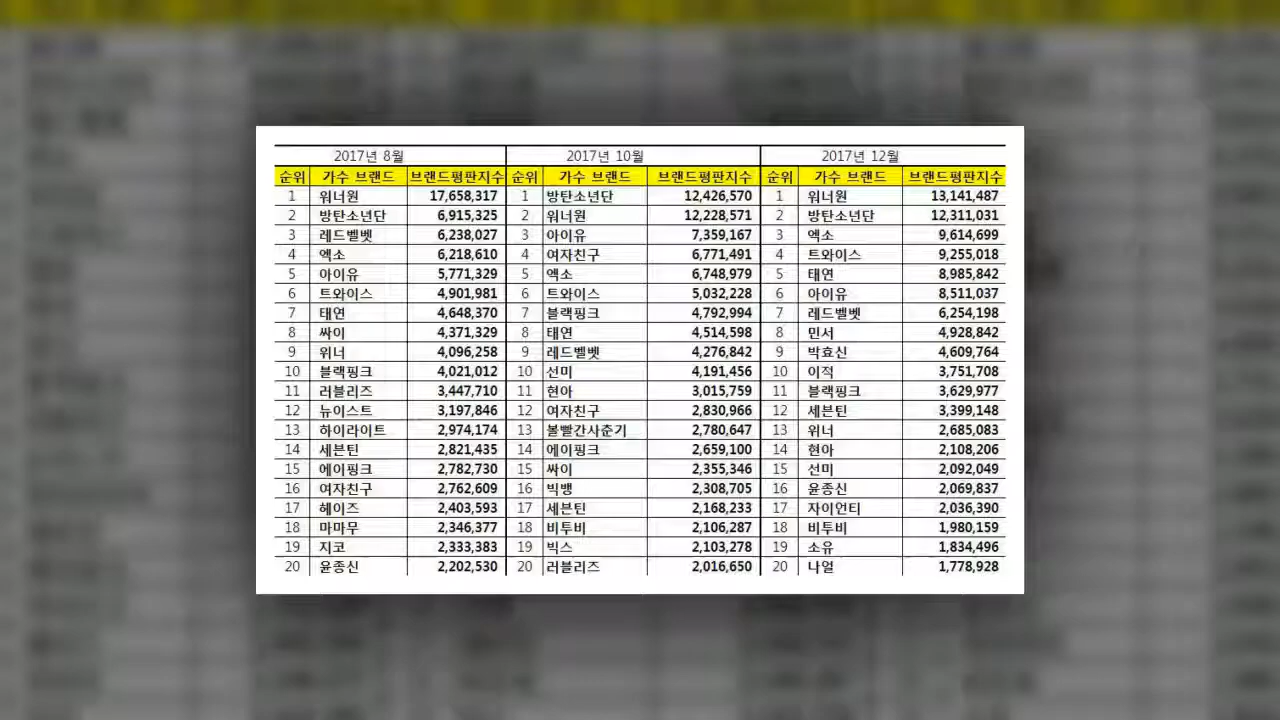 2017년 8월 2017년 10월 2017년 12월
순위 가수 브랜드 브랜드평판지수 순위 가수 브랜드 브랜드평판지수 순위 가수 브랜드 브랜드평판지수
1 워너원 17,658,317 1 방탄소년단 12,426,570 1 워너원 13,141,487
2 방탄소년단 6,915,325 2 워너원 12,228,571 2 방탄소년단 12,311,031
3 레드벨벳 6,238,027 3 아이유 7,359,167 3 엑소 9,614,699
4 엑소 6,218,610 4 여자친구 6,771,491 4 트와이스 9,255,018
5 아이유 5,771,329 5 엑소 6,748,979 5 태연 8,985,842
6 트와이스 4,901,981 6 트와이스 5,032,228 6 아이유 8,511,037
7 태연 4,648,370 7 블랙핑크 4,792,994 7 레드벨벳 6,254,198
8 싸이 4,371,329 8 태연 4,514,598 8 민서 4,928,842
9 위너 4,096,258 9 레드벨벳 4,276,842 9 박효신 4,609,764
10 블랙핑크 4,021,012 10 선미 4,191,456 10 이적 3,751,708
11 러블리즈 3,447,710 11 현아 3,015,759 11 블랙핑크 3,629,977
12 뉴이스트 3,197,846 12 여자친구 2,830,966 12 세븐틴 3,399,148
13 하이라이트 2,974,174 13 볼빨간사춘기 2,780,647 13 위너 2,685,083
14 세븐틴 2,821,435 14 에이핑크 2,659,100 14 현아 2,108,206
15 에이핑크 2,782,730 15 싸이 2,355,346 15 선미 2,092,049
16 여자친구 2,762,609 16 빅뱅 2,308,705 16 윤종신 2,069,837
17 헤이즈 2,403,593 17 세븐틴 2,168,233 17 자이언티 2,036,390
18 마마무 2,346,377 18 비투비 2,106,287 18 비투비 1,980,159
19 지코 2,333,383 19 빅스 2,103,278 19 소유 1,834,496
20 윤종신 2,202,530 20 러블리즈 2,016,650 20 나얼 1,778,928